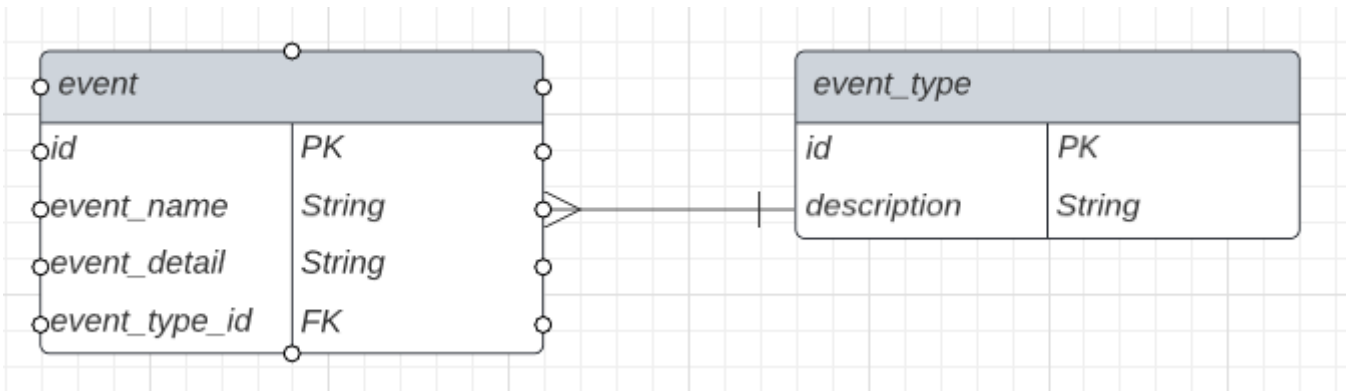 event
id PK
event_name String
event_detail String
event_type_id FK
event_type
id PK
description String